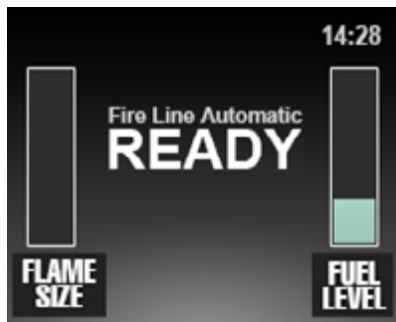 14:28
Fire Line Automatic
READY
FLAME
SIZE
FUEL
LEVEL